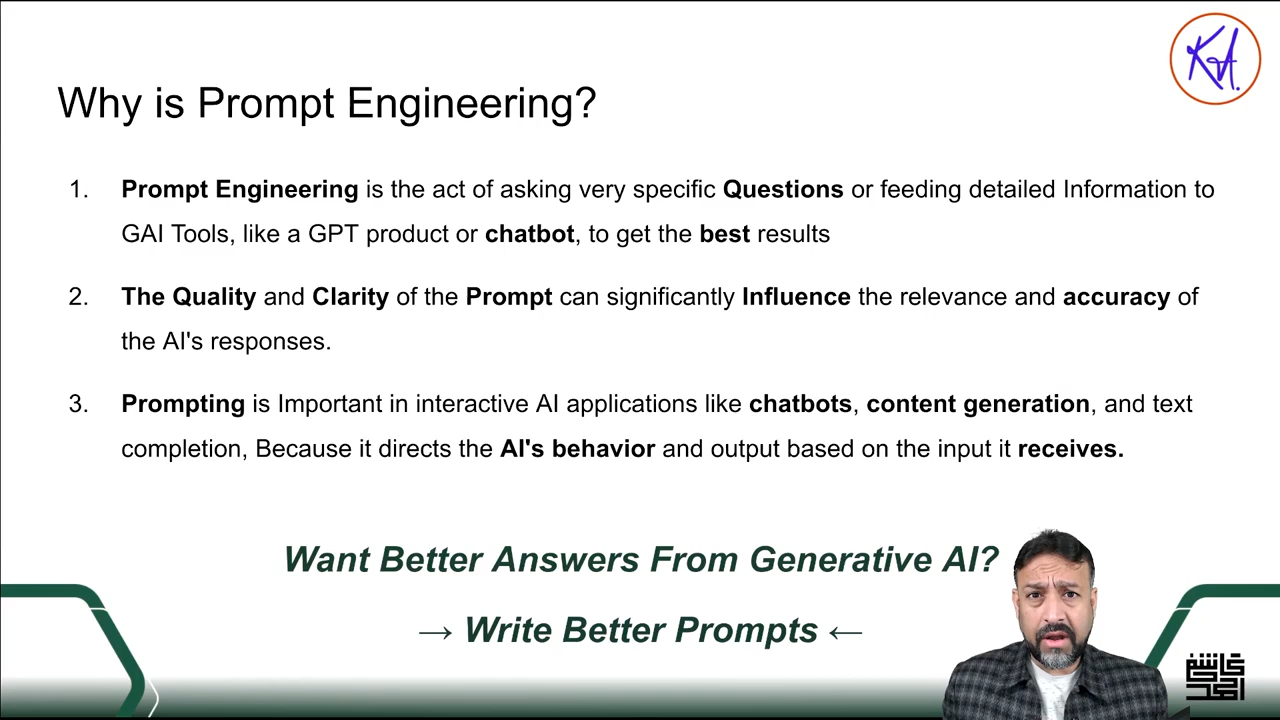 KA.
Why is Prompt Engineering?
1. Prompt Engineering is the act of asking very specific Questions or feeding detailed Information to
GAI Tools, like a GPT product or chatbot, to get the best results
2. The Quality and Clarity of the Prompt can significantly Influence the relevance and accuracy of
the AI's responses.
3. Prompting is Important in interactive AI applications like chatbots, content generation, and text
completion, Because it directs the AI's behavior and output based on the input it receives.
Want Better Answers From Generative AI?
→ Write Better Prompts ←